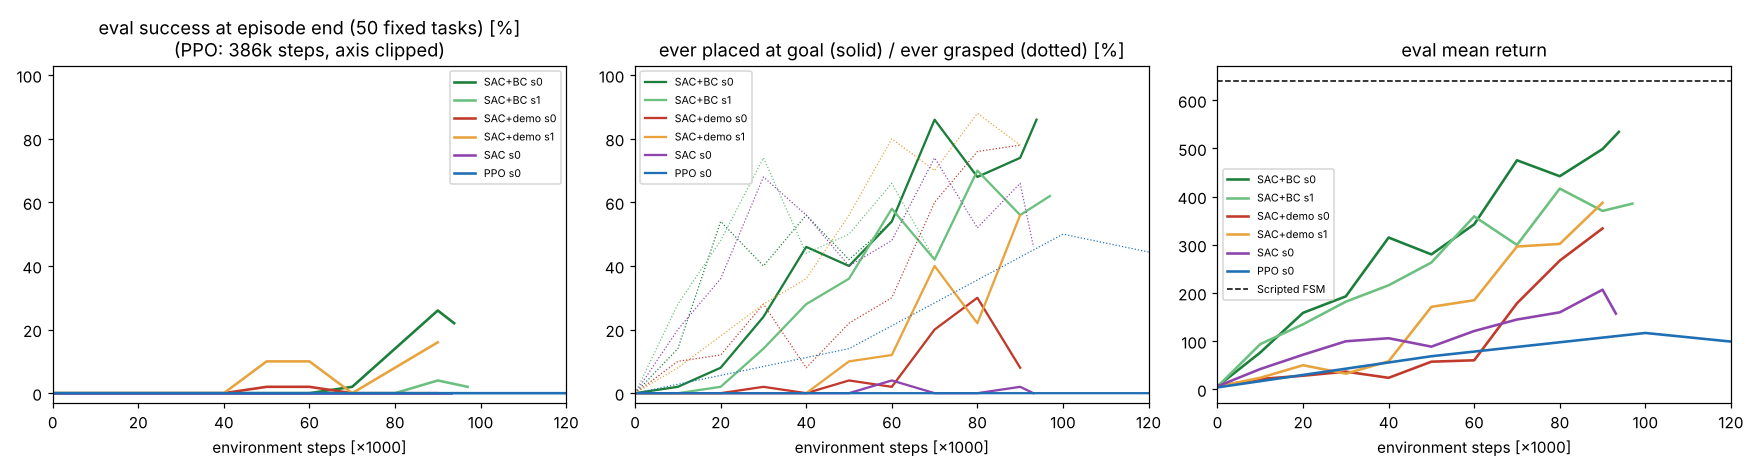 eval success at episode end (50 fixed tasks) [%]
(PPO: 386k steps, axis clipped)
100
80
60
40
20
0
0
20
40
60
80
100
120
environment steps [×1000]
SAC+BC s0
SAC+BC s1
SAC+demo s0
SAC+demo s1
SAC s0
PPO s0
ever placed at goal (solid) / ever grasped (dotted) [%]
100
80
60
40
20
0
0
20
40
60
80
100
120
environment steps [×1000]
SAC+BC s0
SAC+BC s1
SAC+demo s0
SAC+demo s1
SAC s0
PPO s0
eval mean return
600
500
400
300
200
100
0
0
20
40
60
80
100
120
environment steps [×1000]
SAC+BC s0
SAC+BC s1
SAC+demo s0
SAC+demo s1
SAC s0
PPO s0
Scripted FSM